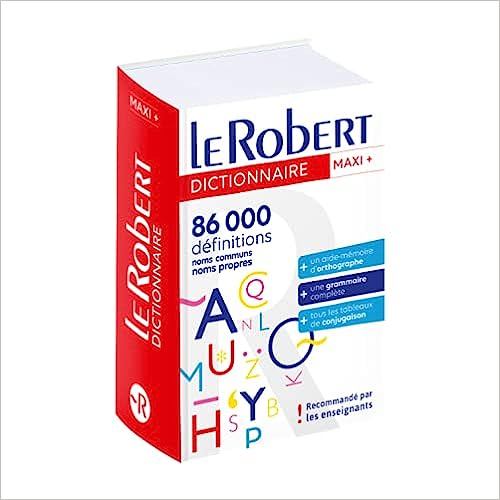 MAXI +
LE ROBERT
DICTIONNAIRE
LE ROBERT
DICTIONNAIRE MAXI +
86 000
définitions
noms communs
noms propres
+ un aide-mémoire
d'orthographe
+ une grammaire
complète
+ tous les tableaux
de conjugaison
~ C Q
A N L
M U * Z O ~
H ' Y K
S P S B
! Recommandé par
les enseignants
R